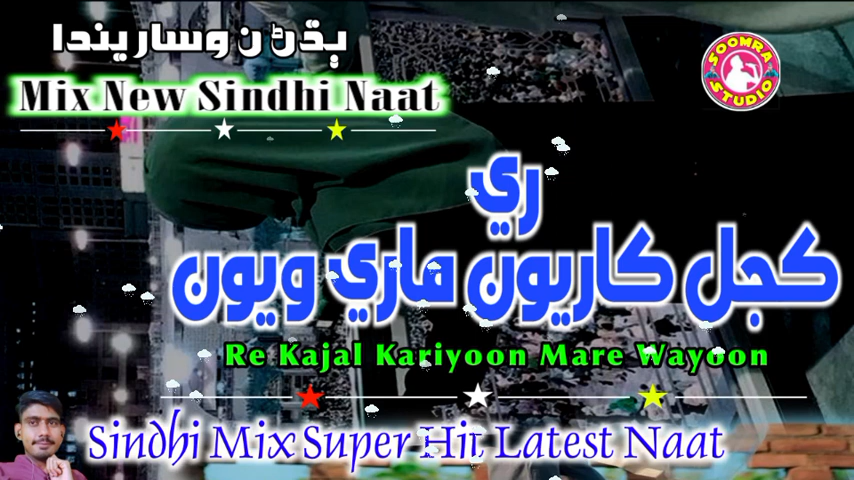 ٻڌڻ ن وساريندا
SOOMRA STUDIO
Mix New Sindhi Naat
ري
ڪجل ڪاريون ماري ويون
Re Kajal Kariyoon Mare Wayoon
Sindhi Mix Super Hit Latest Naat